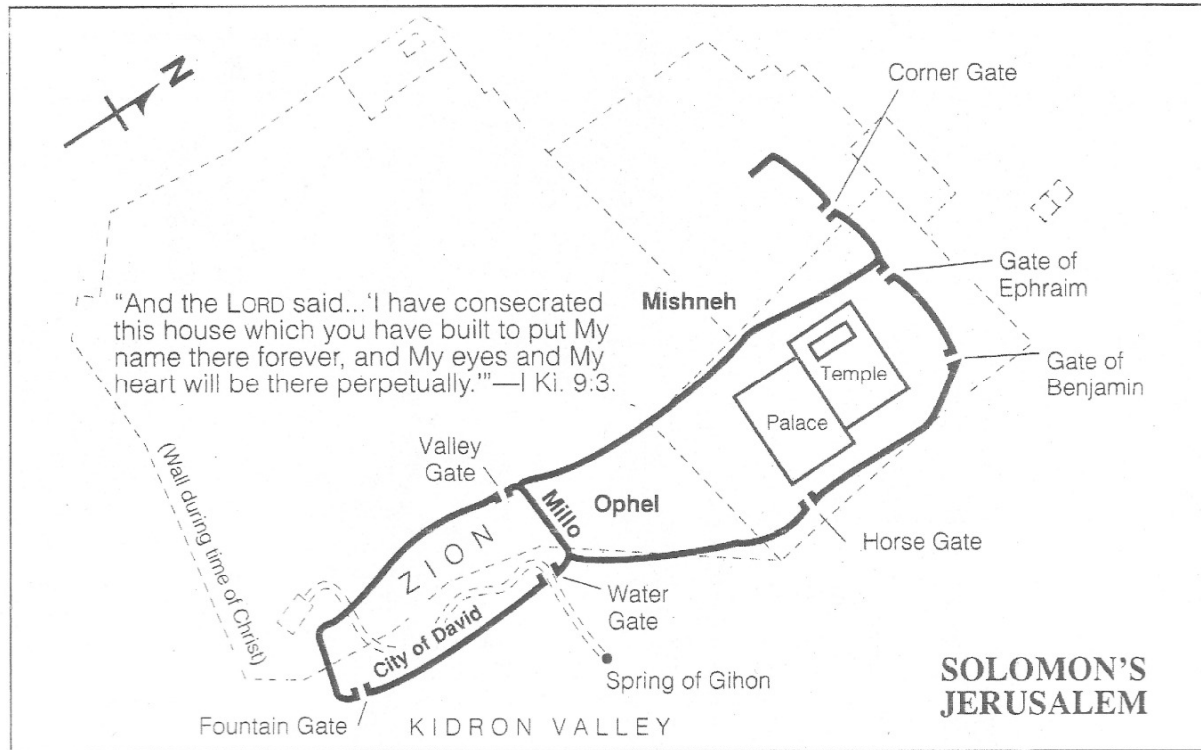 N
Corner Gate
Gate of
Ephraim
Mishneh
"And the LORD said...'I have consecrated
this house which you have built to put My
name there forever, and My eyes and My
heart will be there perpetually.'"—I Ki. 9:3.
Temple
Gate of
Benjamin
Palace
(Wall during time of Christ)
Valley
Gate
Millo
Ophel
Horse Gate
ZION
Water
Gate
City of David
Spring of Gihon
SOLOMON'S
JERUSALEM
Fountain Gate
KIDRON VALLEY